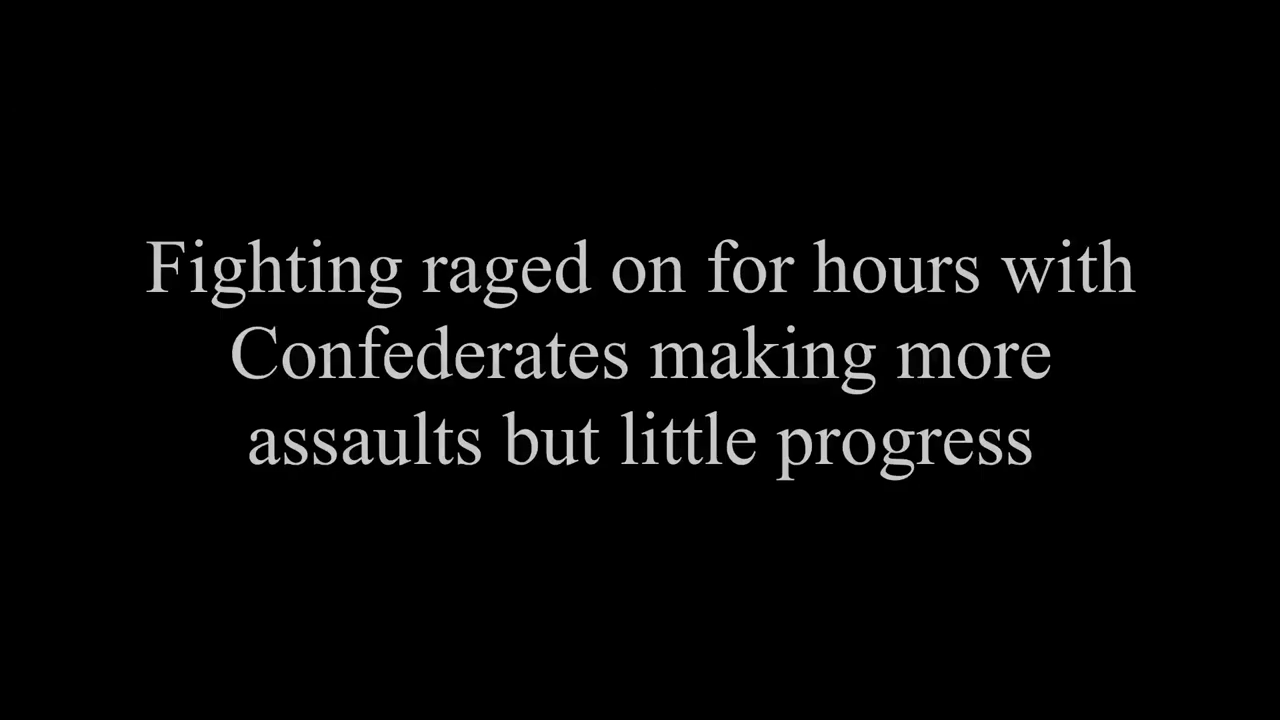 Fighting raged on for hours with
Confederates making more
assaults but little progress